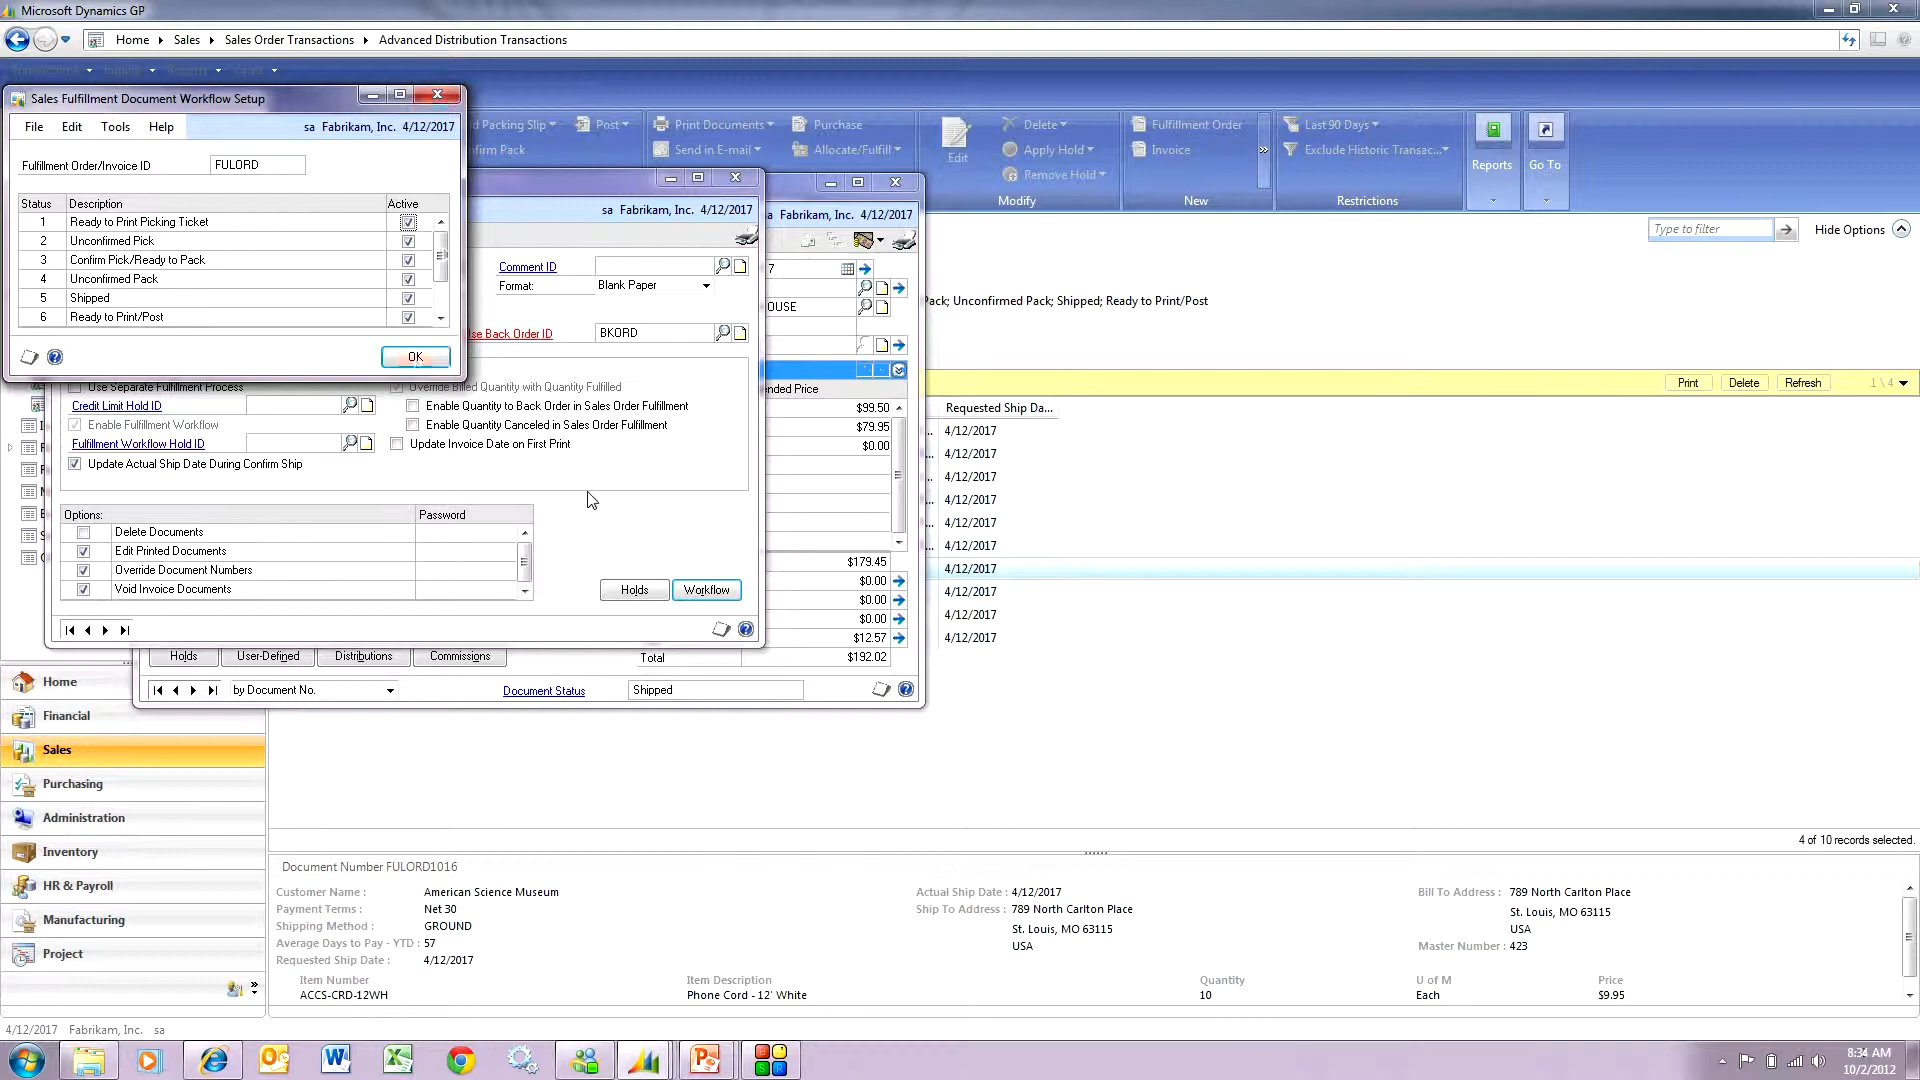 Microsoft Dynamics GP
Home Sales Sales Order Transactions Advanced Distribution Transactions
Sales Fulfillment Document Workflow Setup
File Edit Tools Help sa Fabrikam, Inc. 4/12/2017
Fulfillment Order/Invoice ID FULORD
Status Description Active
1 Ready to Print Picking Ticket
2 Unconfirmed Pick
3 Confirm Pick/Ready to Pack
4 Unconfirmed Pack
5 Shipped
6 Ready to Print/Post
OK
Packing Slip Post Print Documents Purchase
Pack Send in E-mail Allocate/Fulfill
Edit
Delete
Apply Hold
Remove Hold
Modify
Fulfillment Order
Invoice
New
Last 90 Days
Exclude Historic Transac...
Restrictions
Reports
Go To
Type to filter
Hide Options
sa Fabrikam, Inc. 4/12/2017
Comment ID
Format: Blank Paper
Use Back Order ID BKORD
Use Separate Fulfillment Process
Override Billed Quantity with Quantity Fulfilled
Credit Limit Hold ID
Enable Quantity to Back Order in Sales Order Fulfillment
Enable Fulfillment Workflow
Enable Quantity Canceled in Sales Order Fulfillment
Fulfillment Workflow Hold ID
Update Invoice Date on First Print
Update Actual Ship Date During Confirm Ship
Options: Password
Delete Documents
Edit Printed Documents
Override Document Numbers
Void Invoice Documents
Holds Workflow
sa Fabrikam, Inc. 4/12/2017
7
OUSE
ended Price
$99.50
$79.95
$0.00
$179.45
$0.00
$0.00
$0.00
$12.57
Total $192.02
Holds User-Defined Distributions Commissions
by Document No. Document Status Shipped
Pack; Unconfirmed Pack; Shipped; Ready to Print/Post
Print Delete Refresh 1\4
Requested Ship Da...
4/12/2017
4/12/2017
4/12/2017
4/12/2017
4/12/2017
4/12/2017
4/12/2017
4/12/2017
4/12/2017
4/12/2017
Home
Financial
Sales
Purchasing
Administration
Inventory
HR & Payroll
Manufacturing
Project
4 of 10 records selected.
Document Number FULORD1016
Customer Name : American Science Museum
Payment Terms : Net 30
Shipping Method : GROUND
Average Days to Pay - YTD : 57
Requested Ship Date : 4/12/2017
Actual Ship Date : 4/12/2017
Ship To Address : 789 North Carlton Place
St. Louis, MO 63115
USA
Bill To Address : 789 North Carlton Place
St. Louis, MO 63115
USA
Master Number : 423
Item Number Item Description Quantity U of M Price
ACCS-CRD-12WH Phone Cord - 12' White 10 Each $9.95
4/12/2017 Fabrikam, Inc. sa
8:34 AM
10/2/2012